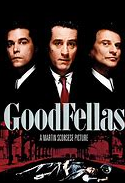 GOODFELLAS
A MARTIN SCORSESE PICTURE